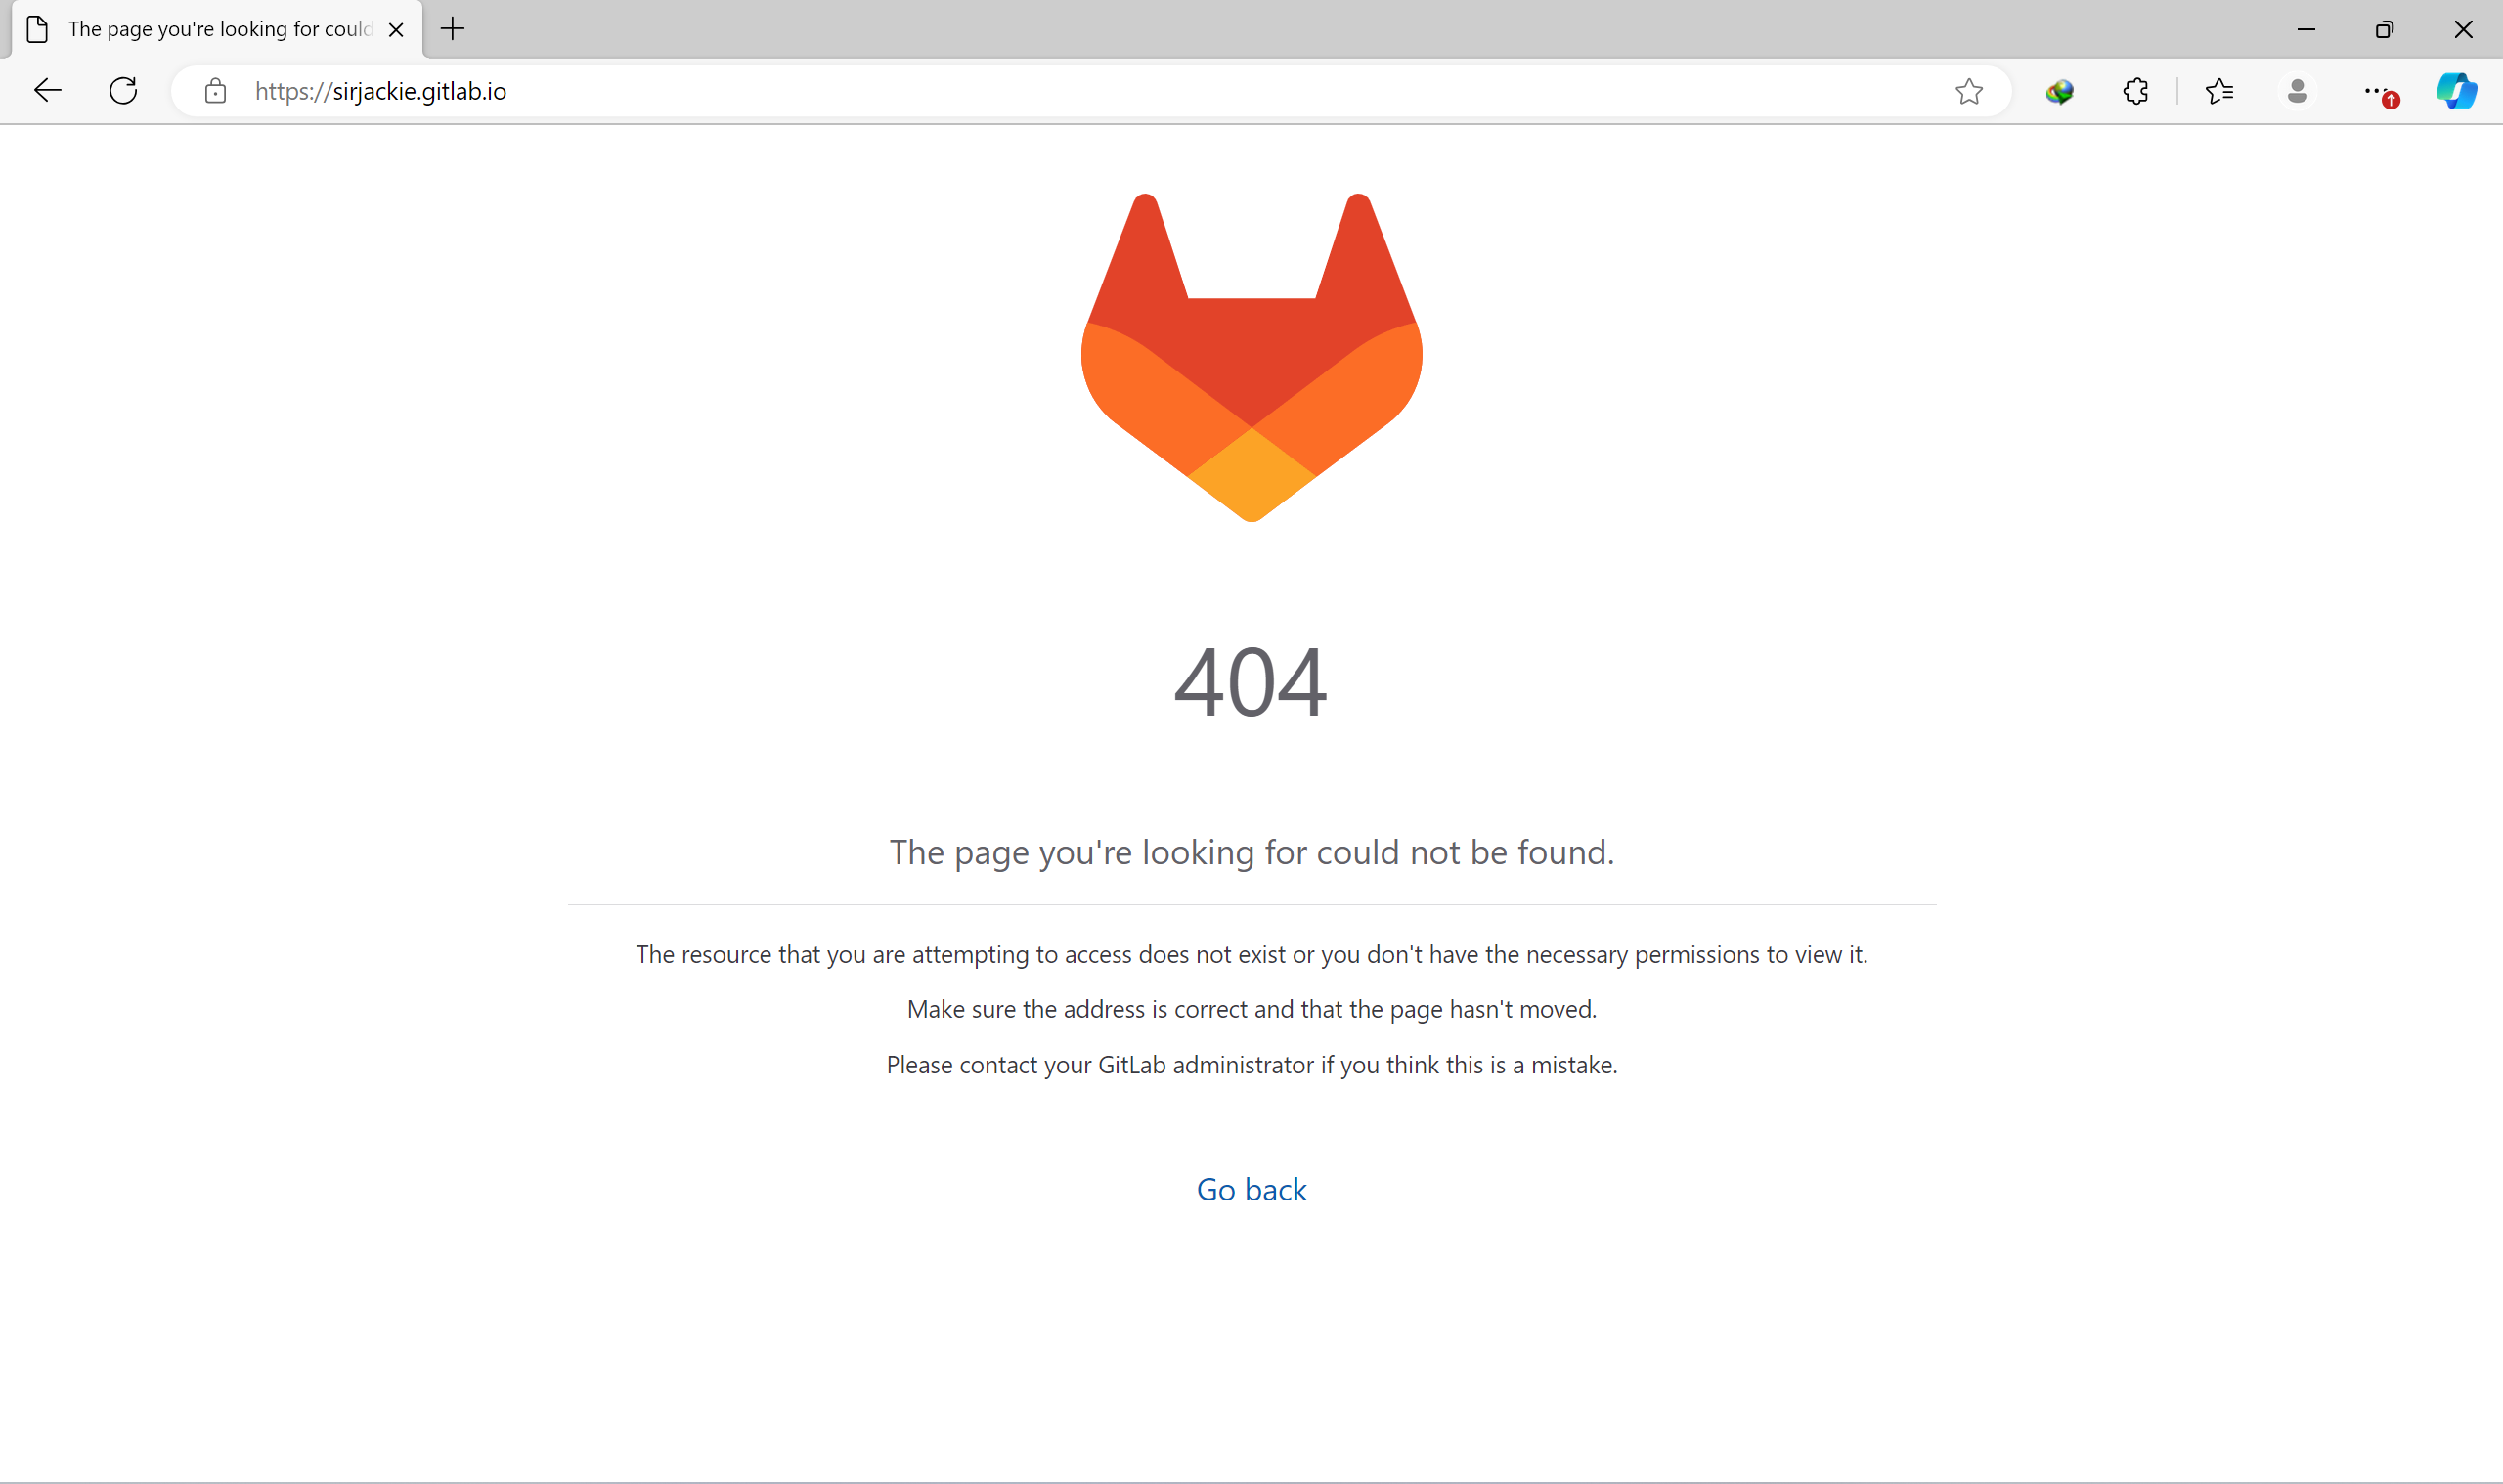 The page you're looking for could
https://sirjackie.gitlab.io
404
The page you're looking for could not be found.
The resource that you are attempting to access does not exist or you don't have the necessary permissions to view it.
Make sure the address is correct and that the page hasn't moved.
Please contact your GitLab administrator if you think this is a mistake.
Go back